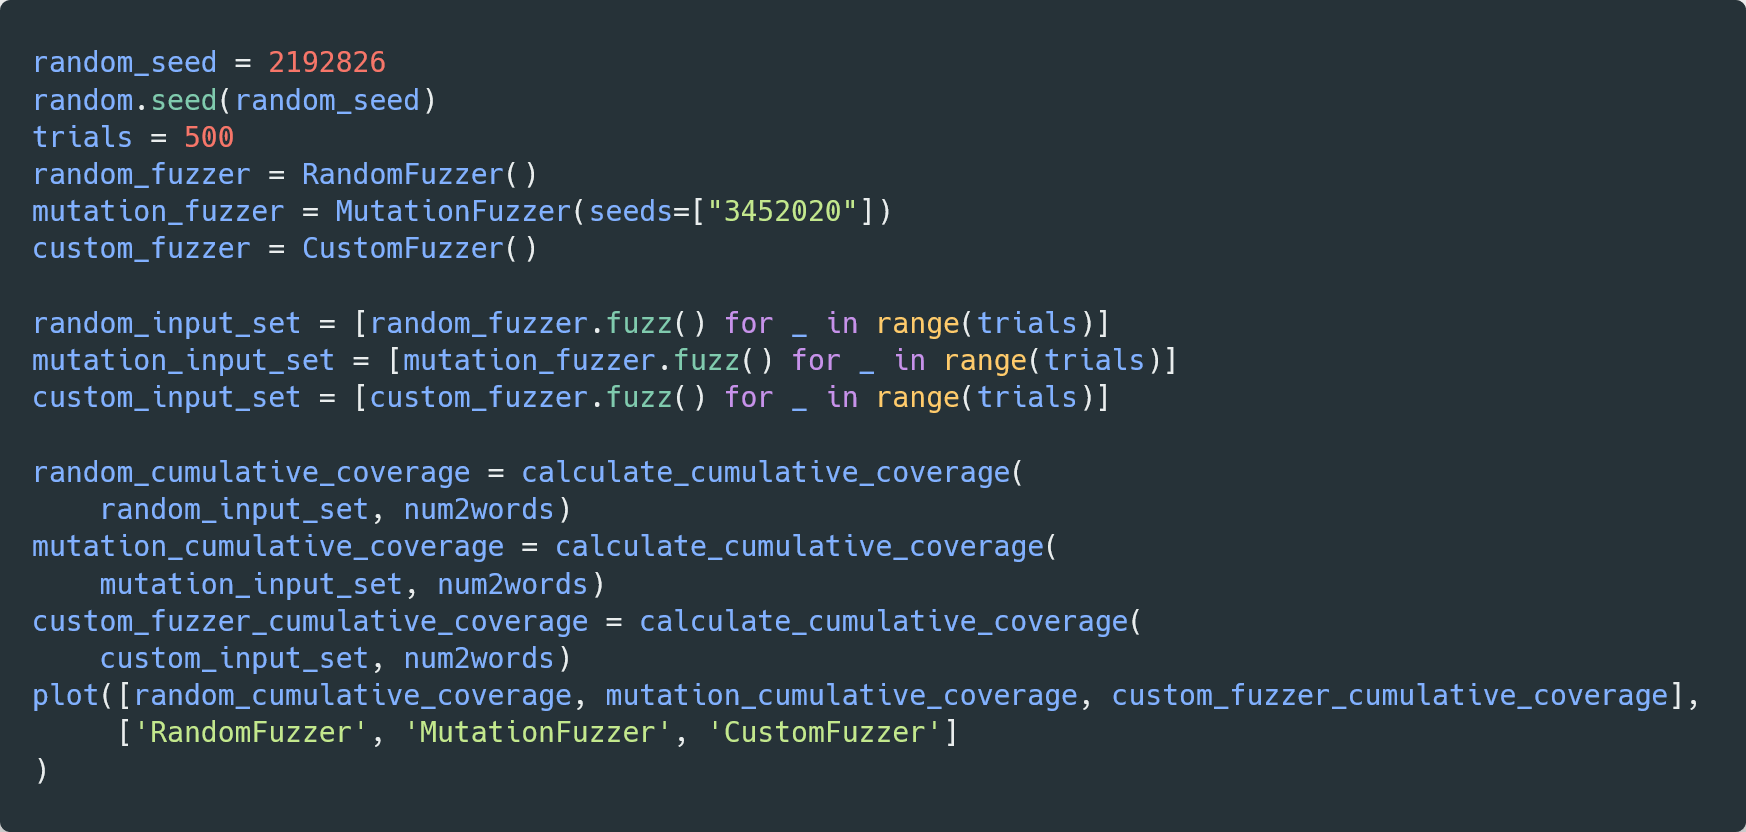 random_seed = 2192826
random.seed(random_seed)
trials = 500
random_fuzzer = RandomFuzzer()
mutation_fuzzer = MutationFuzzer(seeds=["3452020"])
custom_fuzzer = CustomFuzzer()

random_input_set = [random_fuzzer.fuzz() for _ in range(trials)]
mutation_input_set = [mutation_fuzzer.fuzz() for _ in range(trials)]
custom_input_set = [custom_fuzzer.fuzz() for _ in range(trials)]

random_cumulative_coverage = calculate_cumulative_coverage(
    random_input_set, num2words)
mutation_cumulative_coverage = calculate_cumulative_coverage(
    mutation_input_set, num2words)
custom_fuzzer_cumulative_coverage = calculate_cumulative_coverage(
    custom_input_set, num2words)
plot([random_cumulative_coverage, mutation_cumulative_coverage, custom_fuzzer_cumulative_coverage],
     ['RandomFuzzer', 'MutationFuzzer', 'CustomFuzzer']
)